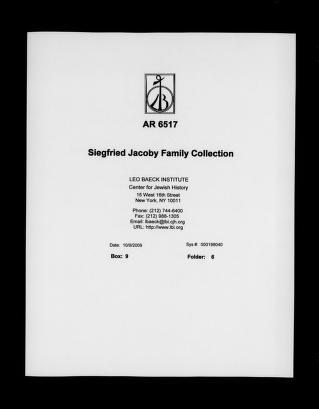 AR 6517
Siegfried Jacoby Family Collection
LEO BAECK INSTITUTE
Center for Jewish History
15 West 16th Street
New York, NY 10011
Phone: (212) 744-6400
Fax: (212) 988-1305
Email: lbaeck@lbi.cjh.org
URL: http://www.lbi.org
Date: 10/9/2009
Sys #: 000198040
Box: 9
Folder: 6